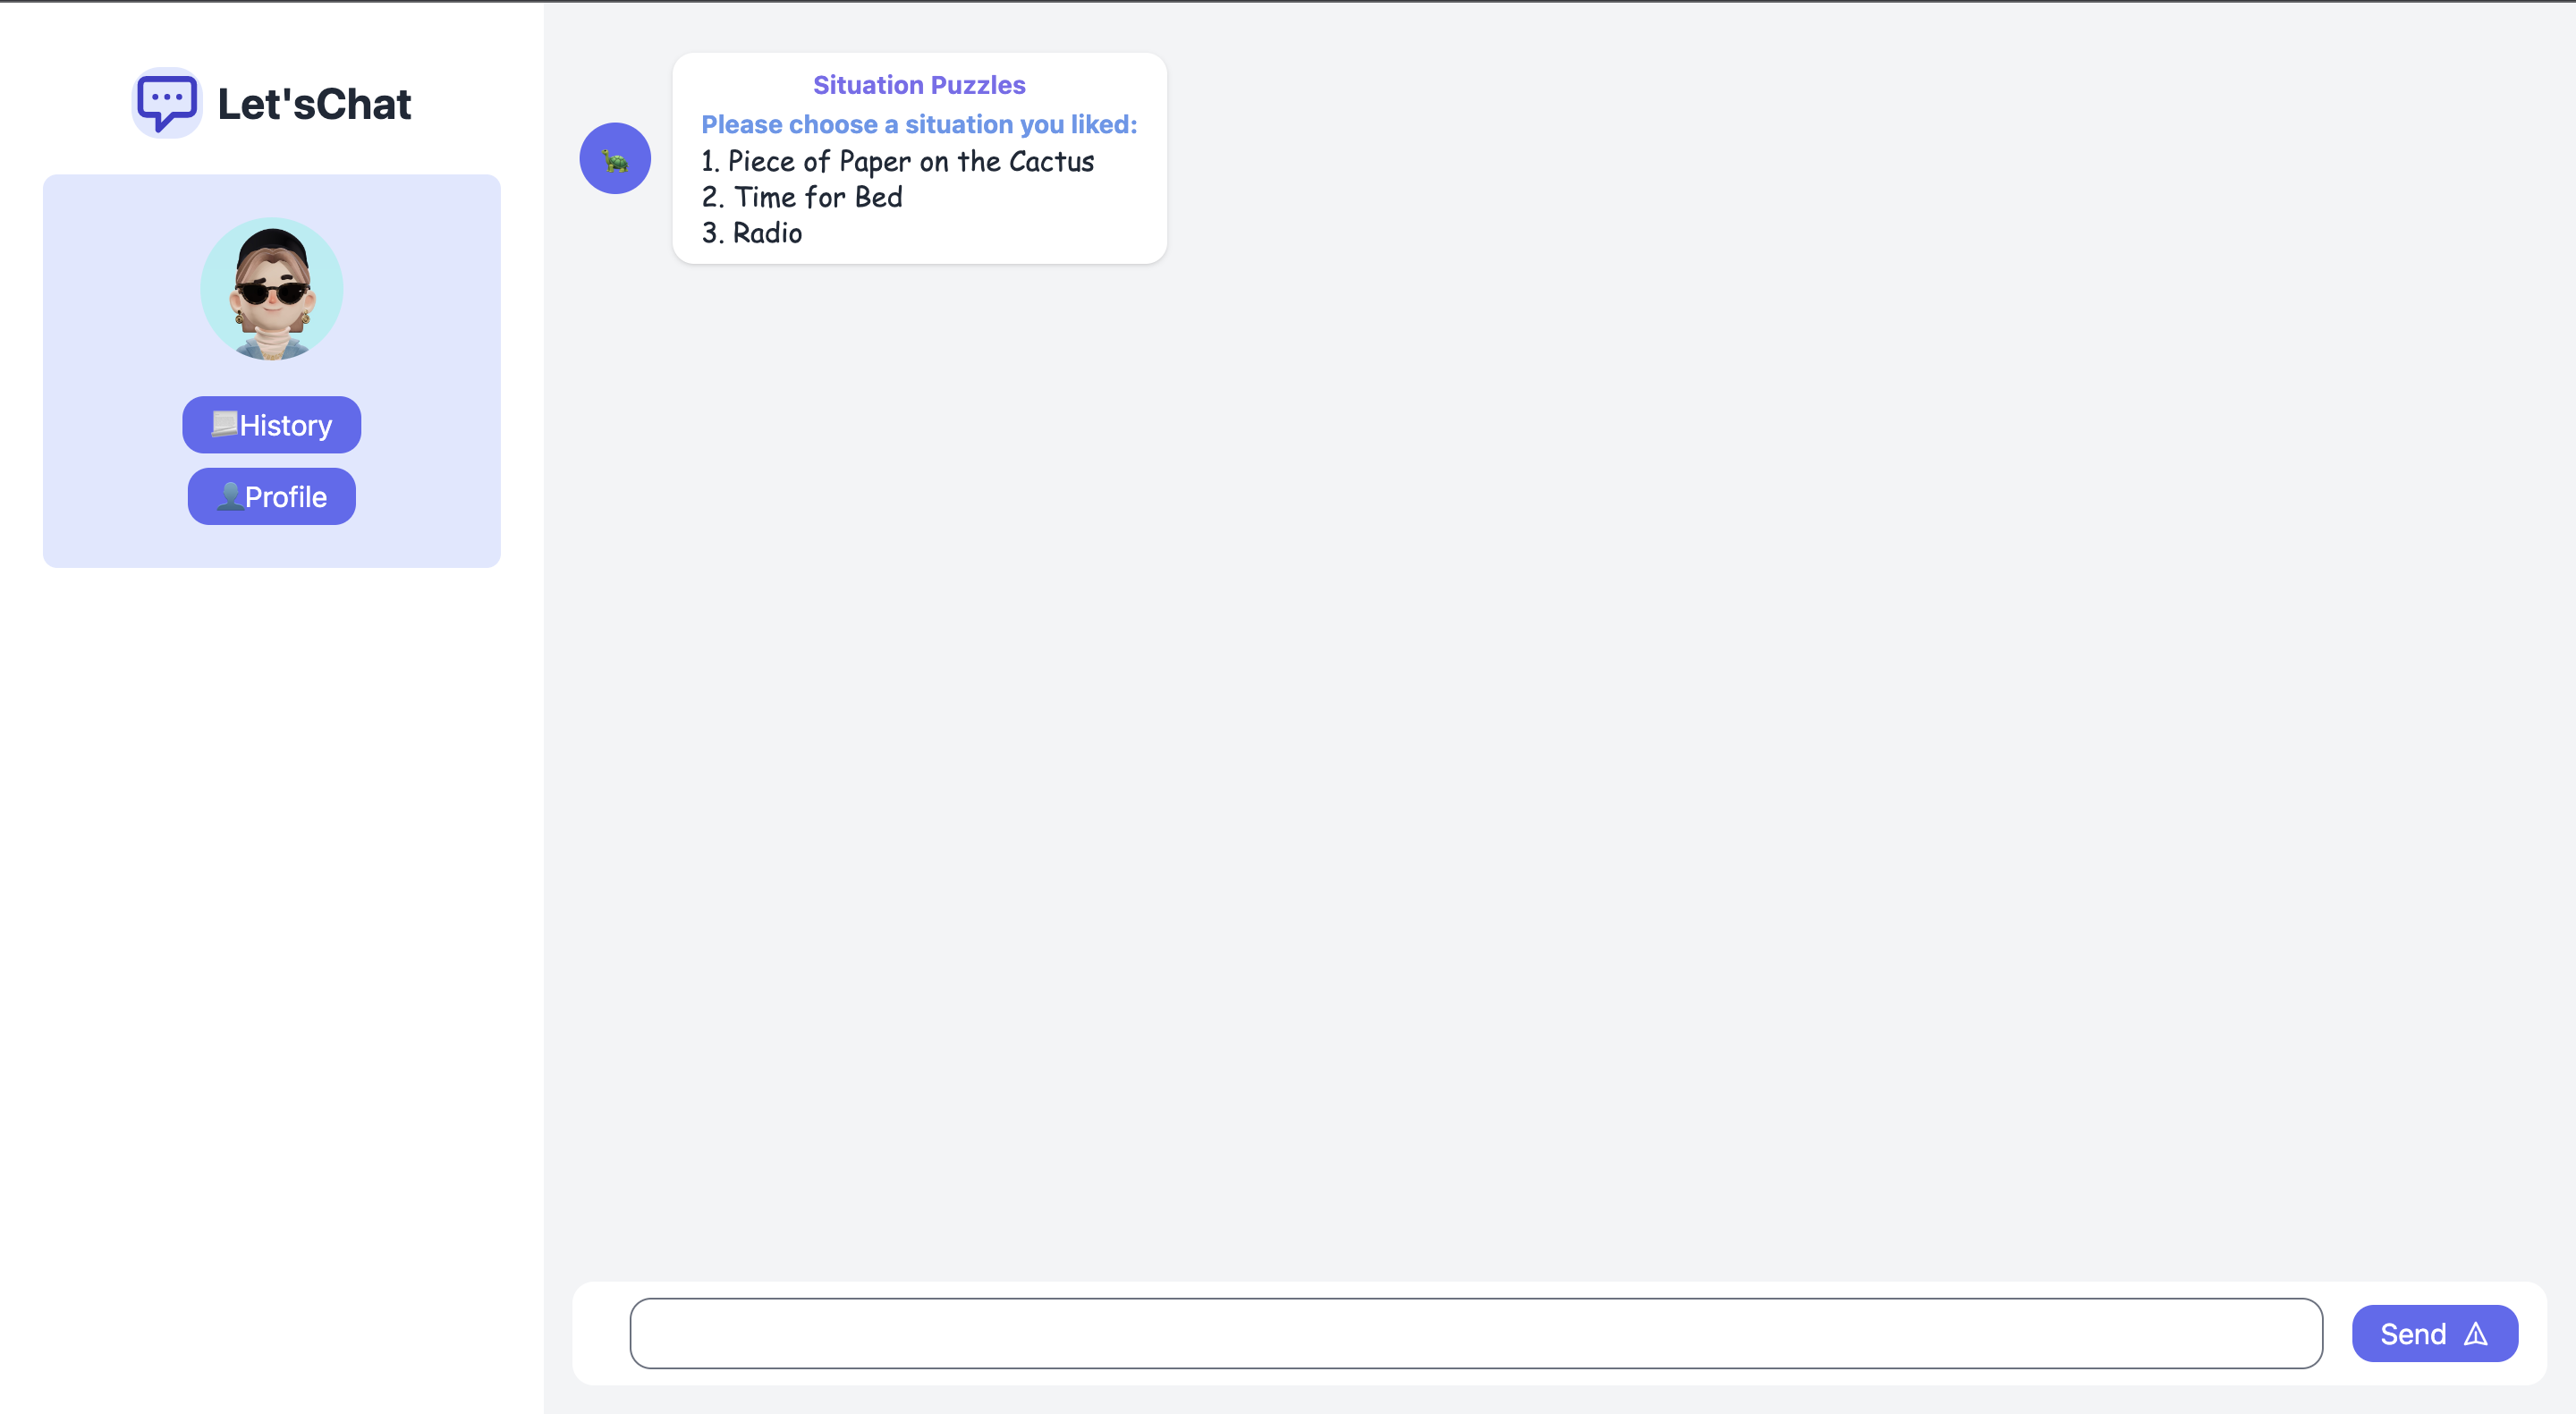 Let'sChat
History
Profile
Situation Puzzles
Please choose a situation you liked:
1. Piece of Paper on the Cactus
2. Time for Bed
3. Radio
Send